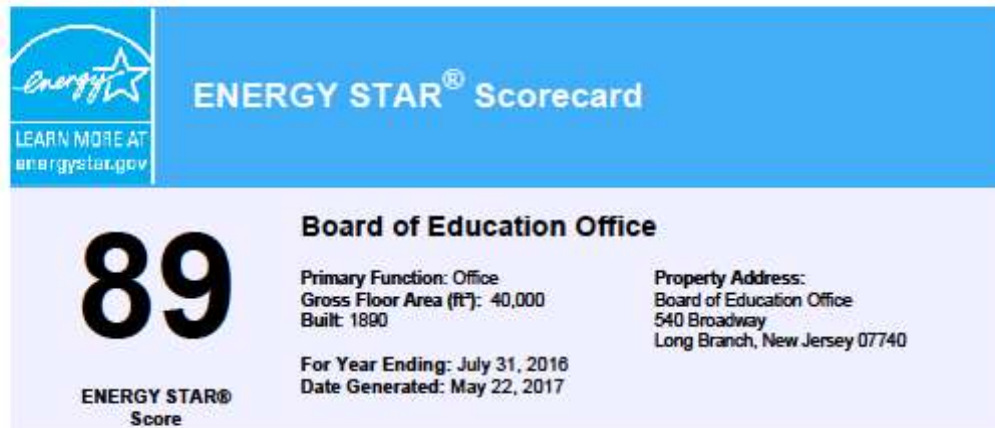 energy
LEARN MORE AT
energystar.gov
ENERGY STAR® Scorecard
89
ENERGY STAR®
Score
Board of Education Office
Primary Function: Office
Gross Floor Area (ft²): 40,000
Built: 1890
For Year Ending: July 31, 2016
Date Generated: May 22, 2017
Property Address:
Board of Education Office
540 Broadway
Long Branch, New Jersey 07740